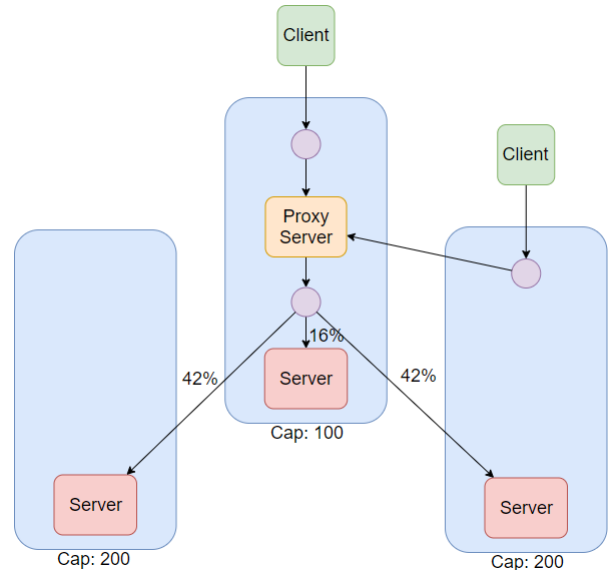 Client
Client
Proxy
Server
16%
42%
42%
Server
Cap: 100
Server
Server
Cap: 200
Cap: 200